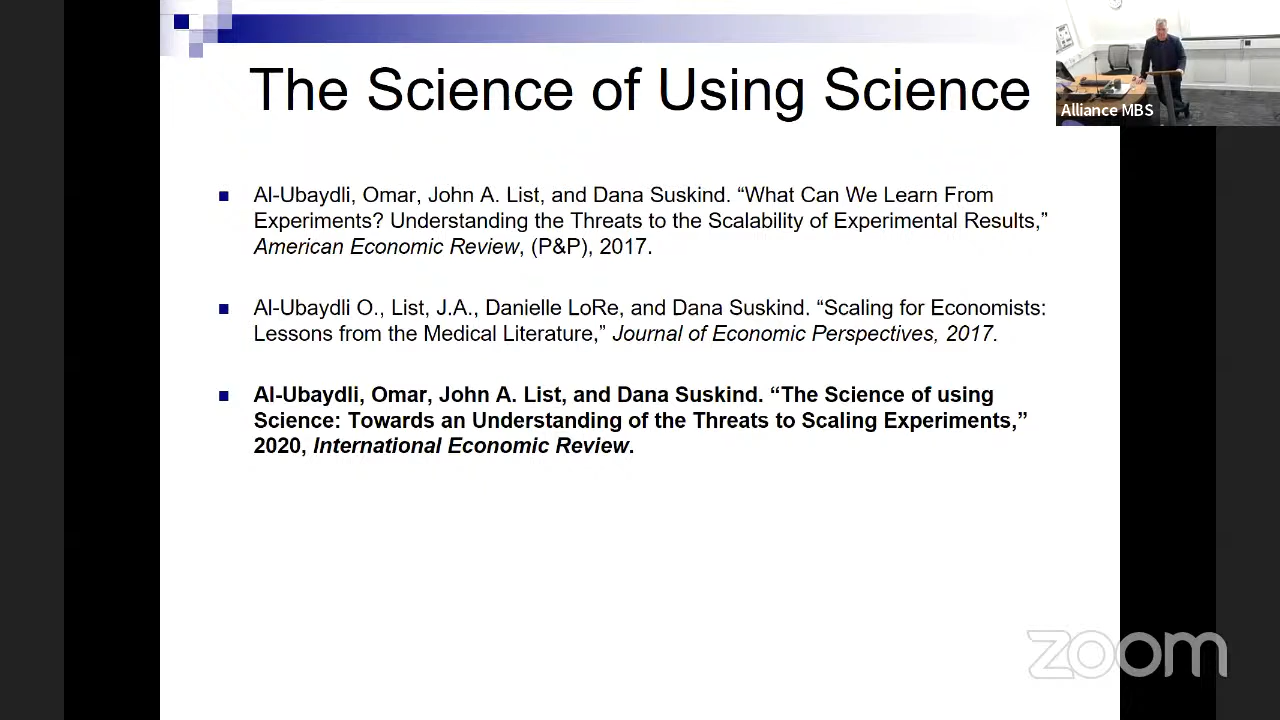 The Science of Using Science
Alliance MBS
Al-Ubaydli, Omar, John A. List, and Dana Suskind. “What Can We Learn From
Experiments? Understanding the Threats to the Scalability of Experimental Results,”
American Economic Review, (P&P), 2017.
Al-Ubaydli O., List, J.A., Danielle LoRe, and Dana Suskind. “Scaling for Economists:
Lessons from the Medical Literature,” Journal of Economic Perspectives, 2017.
Al-Ubaydli, Omar, John A. List, and Dana Suskind. “The Science of using
Science: Towards an Understanding of the Threats to Scaling Experiments,”
2020, International Economic Review.
zoom